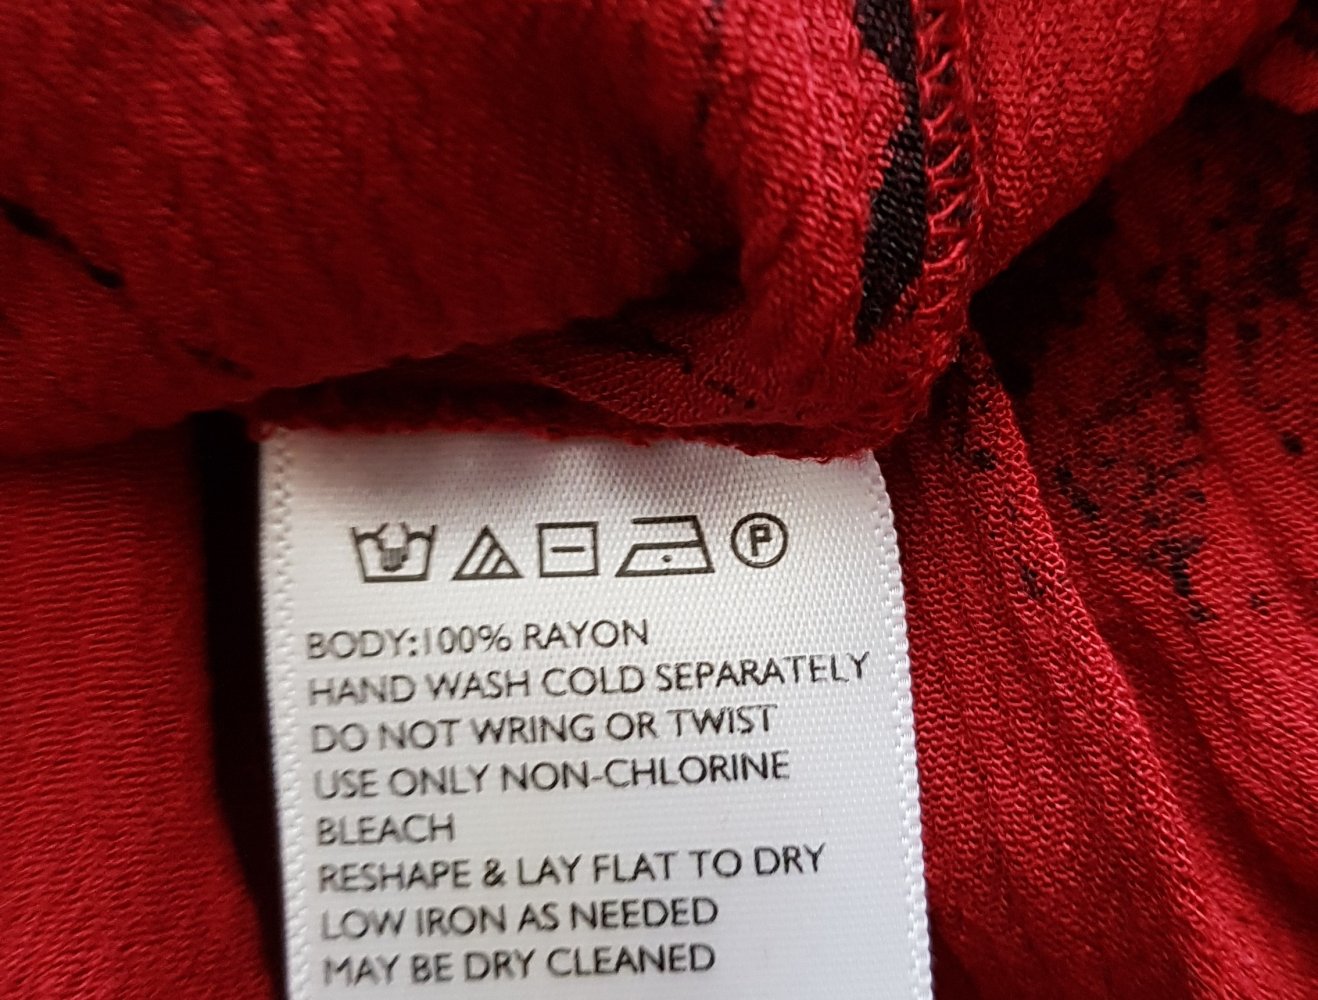 P
BODY:100% RAYON
HAND WASH COLD SEPARATELY
DO NOT WRING OR TWIST
USE ONLY NON-CHLORINE
BLEACH
RESHAPE & LAY FLAT TO DRY
LOW IRON AS NEEDED
MAY BE DRY CLEANED